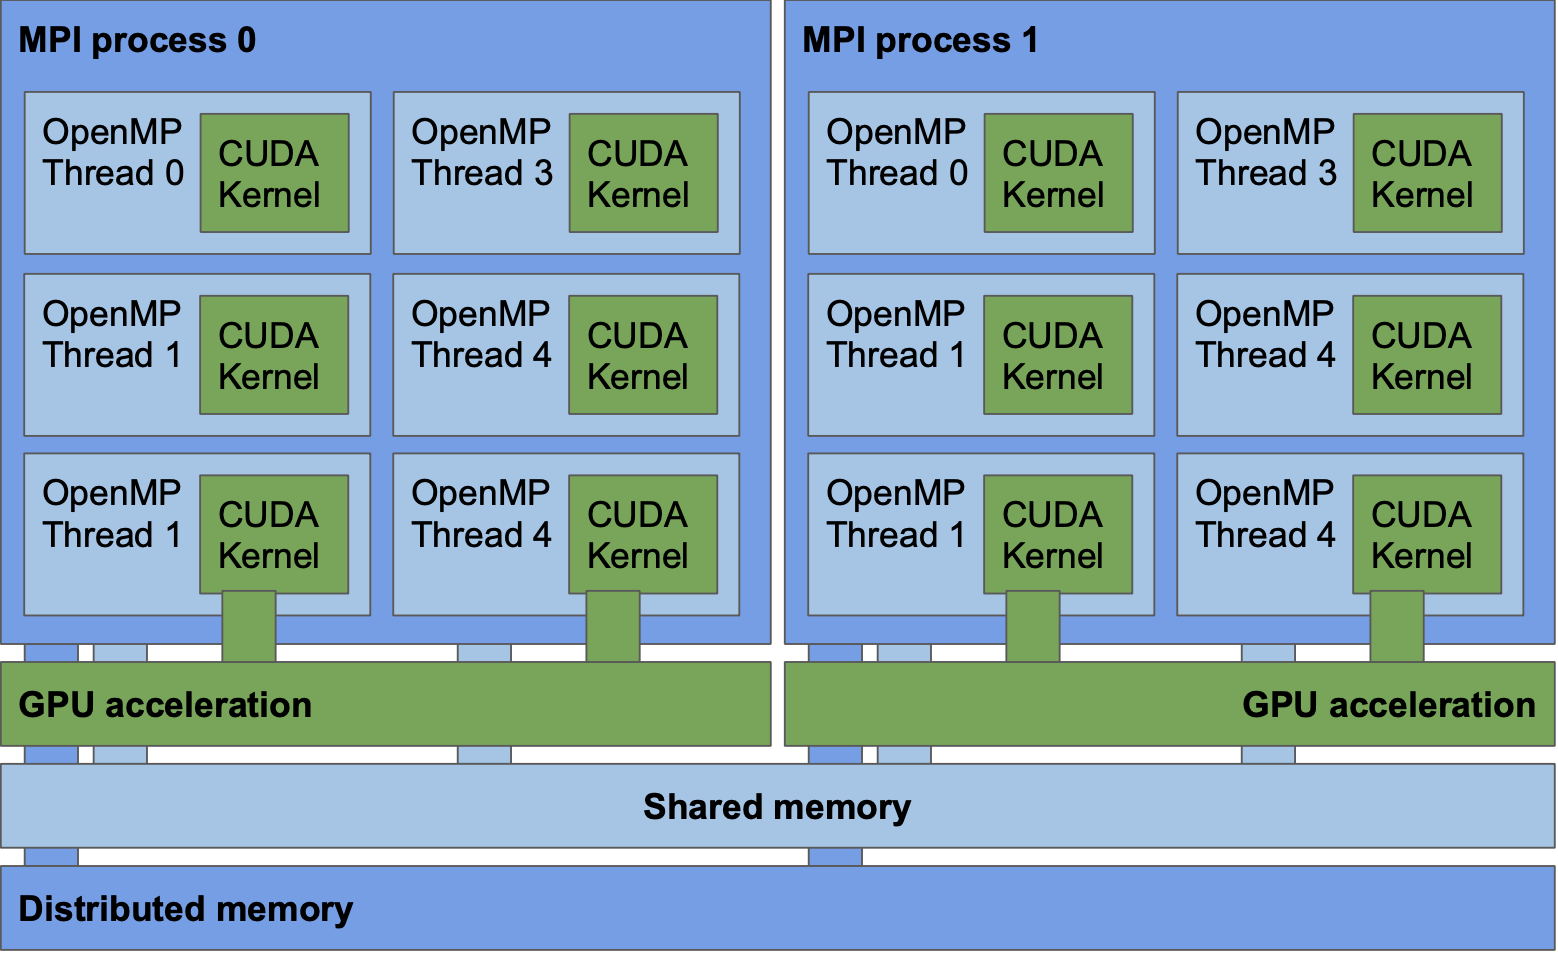 MPI process 0
OpenMP
Thread 0
CUDA
Kernel
OpenMP
Thread 3
CUDA
Kernel
OpenMP
Thread 1
CUDA
Kernel
OpenMP
Thread 4
CUDA
Kernel
OpenMP
Thread 1
CUDA
Kernel
OpenMP
Thread 4
CUDA
Kernel
GPU acceleration
MPI process 1
OpenMP
Thread 0
CUDA
Kernel
OpenMP
Thread 3
CUDA
Kernel
OpenMP
Thread 1
CUDA
Kernel
OpenMP
Thread 4
CUDA
Kernel
OpenMP
Thread 1
CUDA
Kernel
OpenMP
Thread 4
CUDA
Kernel
GPU acceleration
Shared memory
Distributed memory